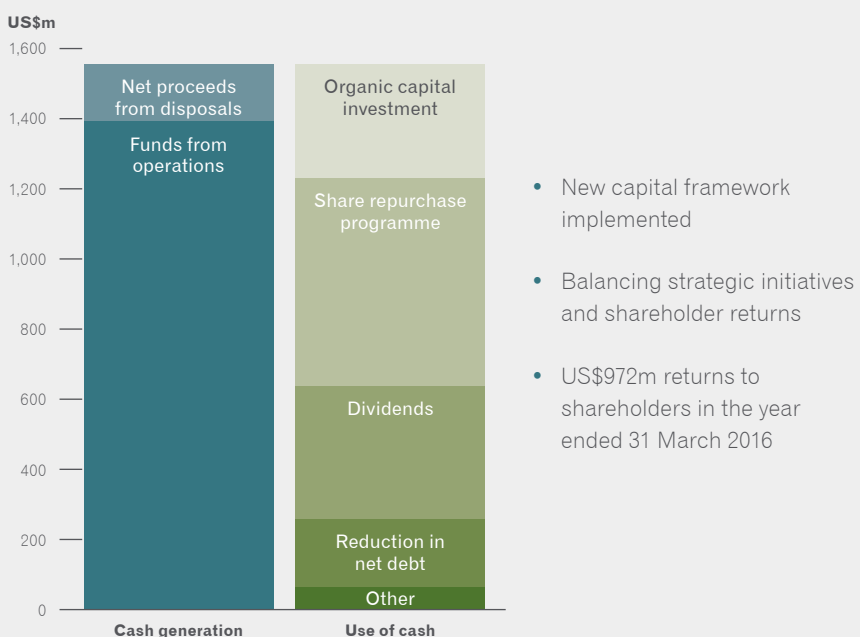 US$m
1,600
1,400
1,200
1,000
800
600
400
200
0
Net proceeds
from disposals
Funds from
operations
Cash generation
Organic capital
investment
Share repurchase
programme
Dividends
Reduction in
net debt
Other
Use of cash
• New capital framework
implemented
• Balancing strategic initiatives
and shareholder returns
• US$972m returns to
shareholders in the year
ended 31 March 2016